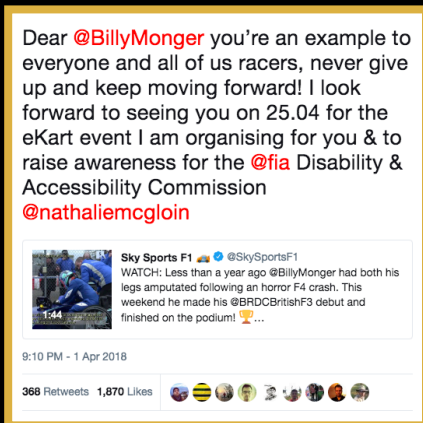 Dear @BillyMonger you're an example to
everyone and all of us racers, never give
up and keep moving forward! I look
forward to seeing you on 25.04 for the
eKart event I am organising for you & to
raise awareness for the @fia Disability &
Accessibility Commission
@nathaliemcgloin
Sky Sports F1 🏎️ @SkySportsF1
WATCH: Less than a year ago @BillyMonger had both his
legs amputated following an horror F4 crash. This
weekend he made his @BRDCBritishF3 debut and
finished on the podium! 🏆...
1:44
9:10 PM - 1 Apr 2018
368 Retweets 1,870 Likes